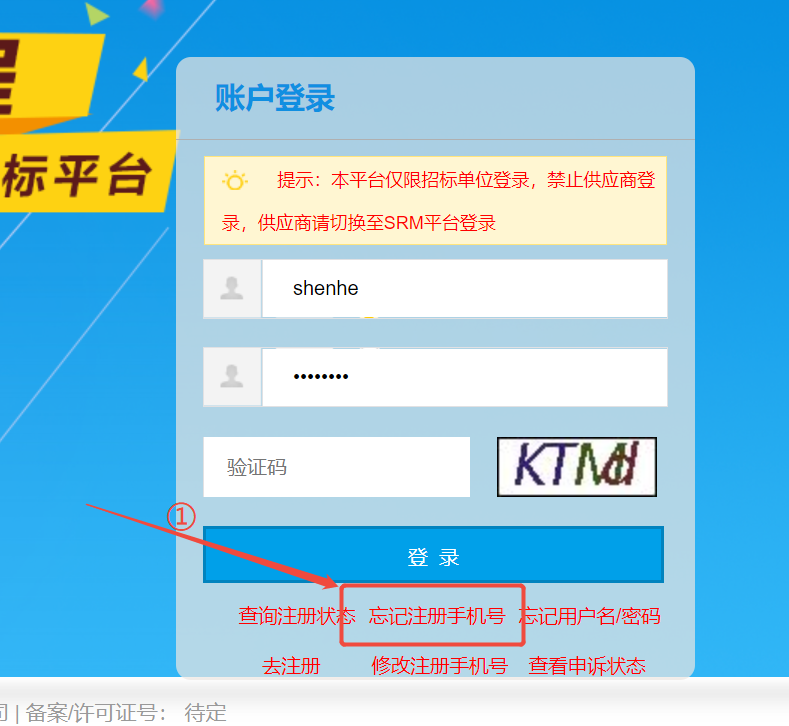 程
标平台
账户登录
提示：本平台仅限招标单位登录，禁止供应商登
录，供应商请切换至SRM平台登录
shenhe
••••••••
验证码
KTMd
①
登 录
查询注册状态 忘记注册手机号 忘记用户名/密码
去注册 修改注册手机号 查看申诉状态
司 | 备案/许可证号： 待定